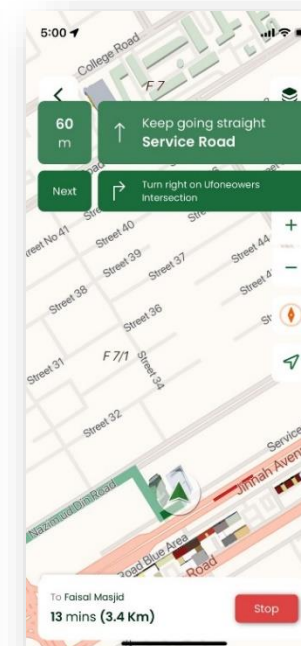 5:00
College Road
F 7
60
m
Keep going straight
Service Road
Next
Turn right on Ufoneowers
Intersection
Street No 41
Street 40
Street 44
Street 39
Street 37
Street 38
Street 36
F 7/1
Street 31
Street 34
Street 32
Service
Jinnah Aven
Nazimud Din Road
Road Blue Area
Road
To Faisal Masjid
13 mins (3.4 Km)
Stop